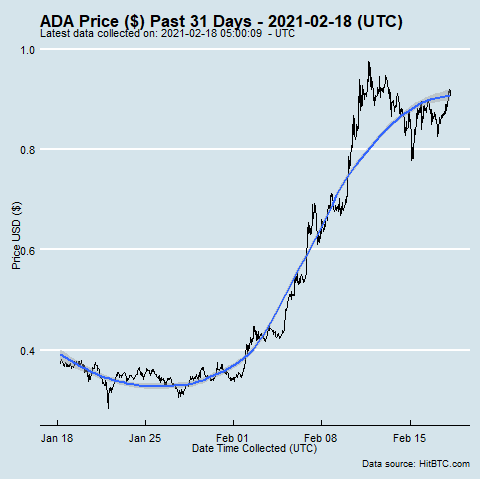 ADA Price ($) Past 31 Days - 2021-02-18 (UTC)
Latest data collected on: 2021-02-18 05:00:09 - UTC
1.0
0.8
0.6
0.4
Price USD ($)
Jan 18 Jan 25 Feb 01 Feb 08 Feb 15
Date Time Collected (UTC)
Data source: HitBTC.com